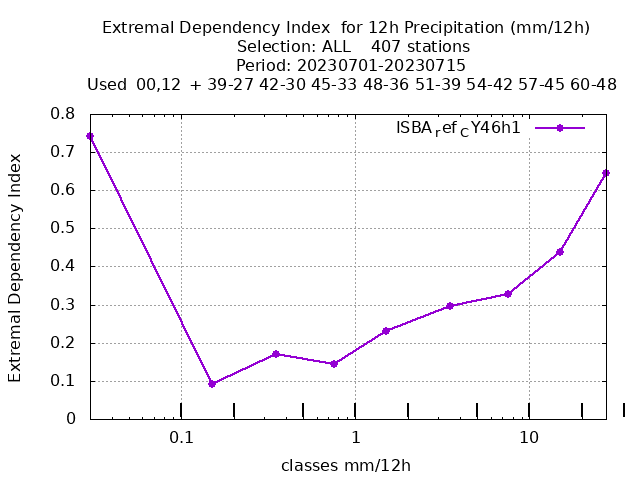 Extremal Dependency Index  for 12h Precipitation (mm/12h)
Selection: ALL    407 stations
Period: 20230701-20230715
Used  00,12  + 39-27 42-30 45-33 48-36 51-39 54-42 57-45 60-48
ISBA_ref_CY46h1
Extremal Dependency Index
0.8
0.7
0.6
0.5
0.4
0.3
0.2
0.1
0
0.1 1 10
classes mm/12h